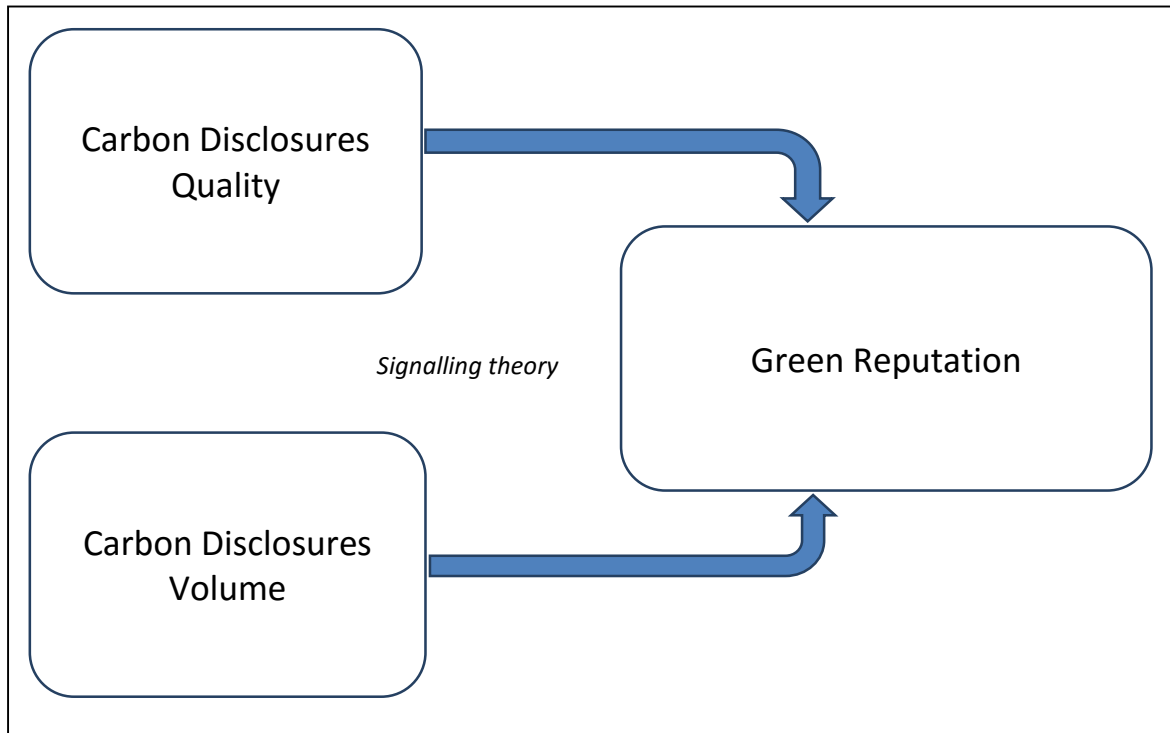 Carbon Disclosures
Quality
Signalling theory
Green Reputation
Carbon Disclosures
Volume